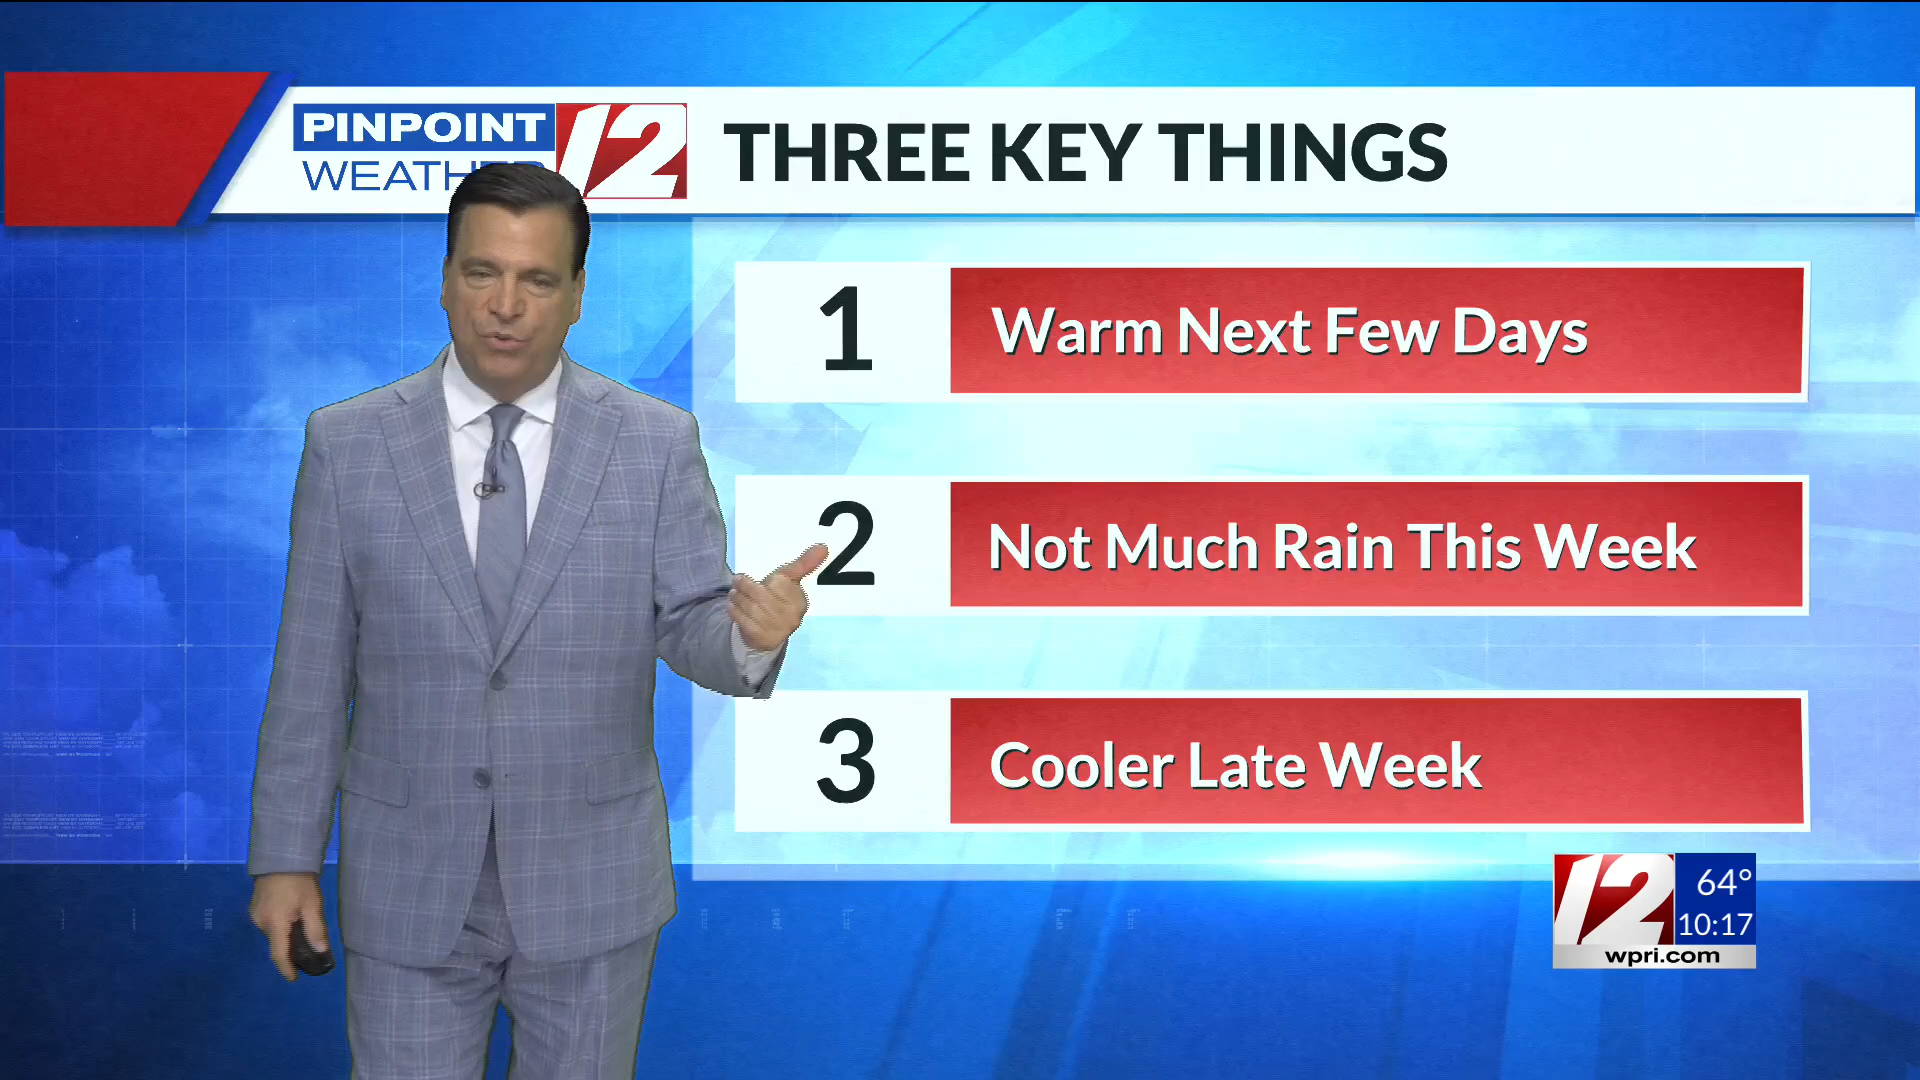 PINPOINT
WEATHER
12
THREE KEY THINGS
1
Warm Next Few Days
2
Not Much Rain This Week
3
Cooler Late Week
12
64°
10:17
wpri.com